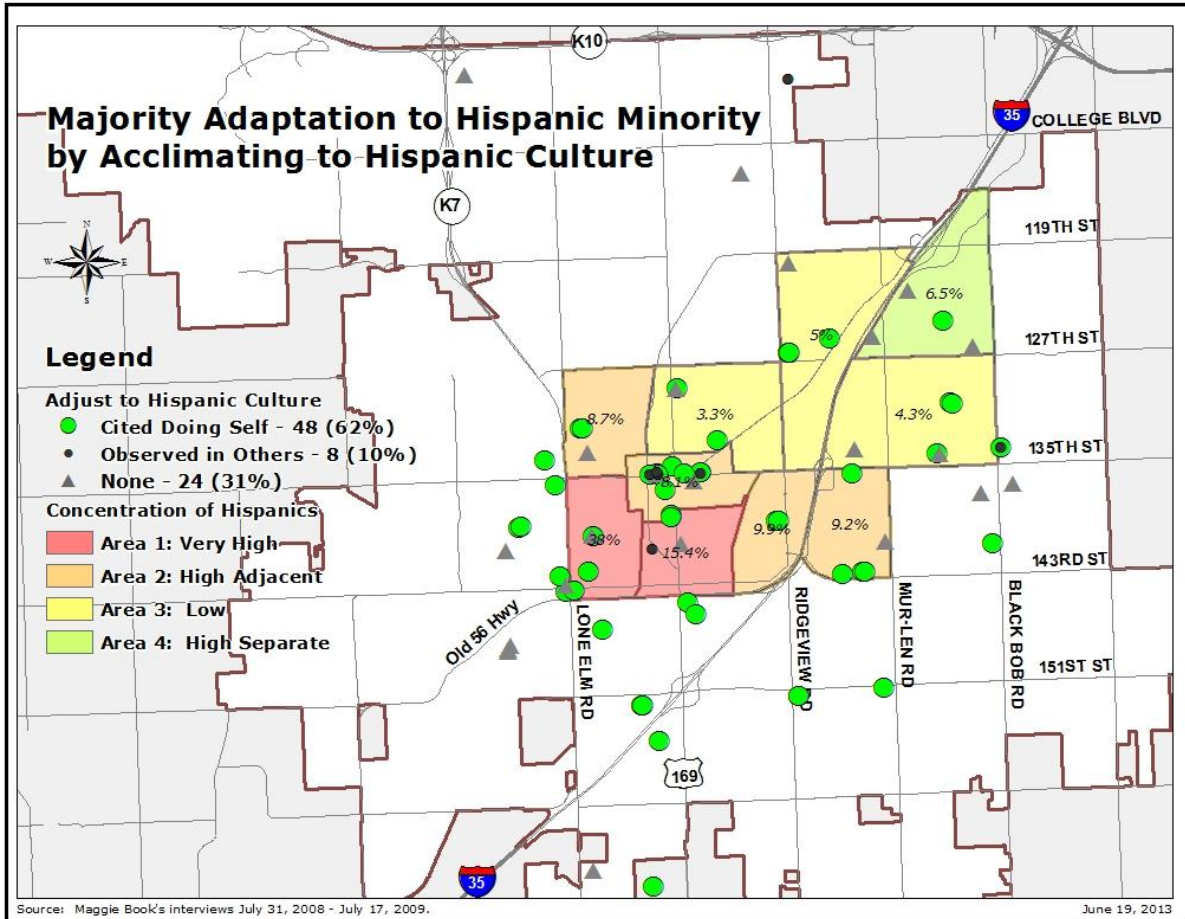 K10
35
COLLEGE BLVD
Majority Adaptation to Hispanic Minority
by Acclimating to Hispanic Culture
K7
N
W
E
S
119TH ST
6.5%
5%
127TH ST
Legend
Adjust to Hispanic Culture
Cited Doing Self - 48 (62%)
Observed in Others - 8 (10%)
None - 24 (31%)
Concentration of Hispanics
Area 1: Very High
Area 2: High Adjacent
Area 3: Low
Area 4: High Separate
8.7%
3.3%
4.3%
135TH ST
8.1%
38%
15.4%
9.9%
9.2%
143RD ST
Old 56 Hwy
LONE ELM RD
RIDGEVIEW RD
MUR-LEN RD
BLACK BOB RD
151ST ST
169
35
Source: Maggie Book's interviews July 31, 2008 - July 17, 2009.
June 19, 2013